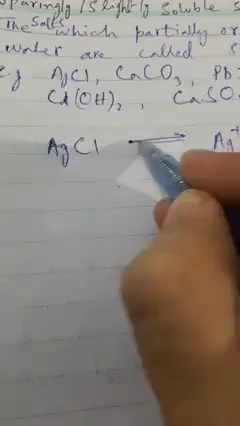 Sparingly / Slightly Soluble S
The Salts which partially or
water are called S
e.g AgCl, CaCO₃, Pb
Cd(OH)₂, CaSO
AgCl → Ag⁺